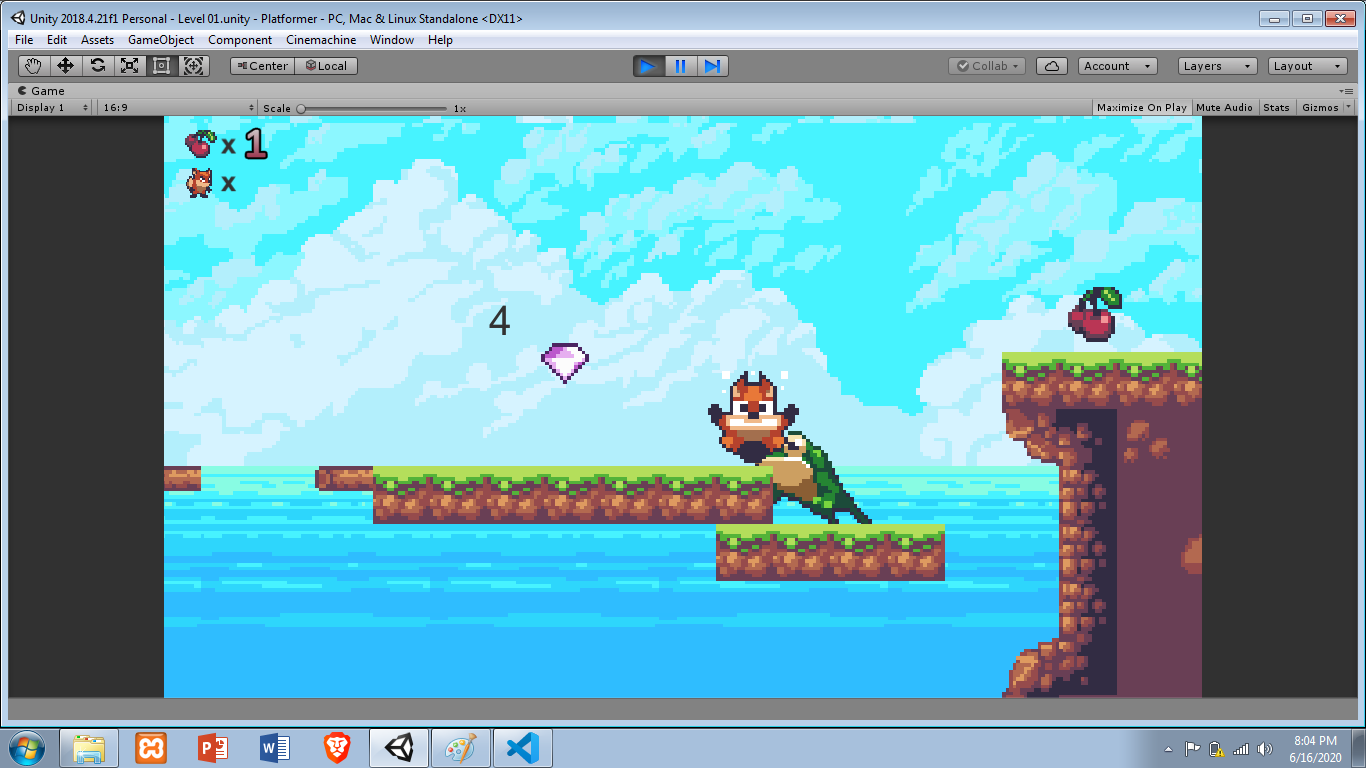 Unity 2018.4.21f1 Personal - Level 01.unity - Platformer - PC, Mac & Linux Standalone <DX11>
File Edit Assets GameObject Component Cinemachine Window Help
Center Local Collab Account Layers Layout
Game
Display 1 16:9 Scale 1x Maximize On Play Mute Audio Stats Gizmos
x 1
x
4
8:04 PM
6/16/2020